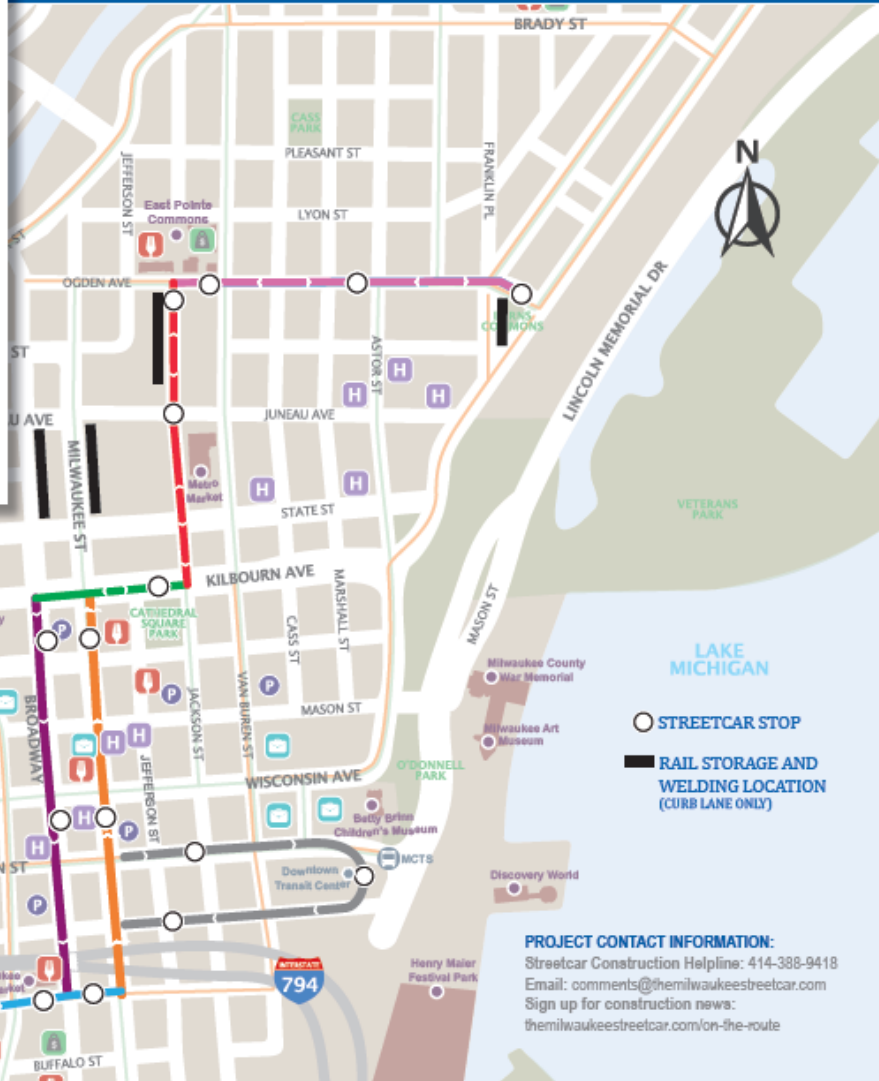 BRADY ST
CASS
PARK
PLEASANT ST
JEFFERSON ST
FRANKLIN PL
N
East Pointe
Commons
LYON ST
ST
OGDEN AVE
LINCOLN MEMORIAL DR
COMMONS
ST
ASTOR ST
H
H
H
AVE
JUNEAU AVE
MILWAUKEE ST
Metro
Market
H
H
STATE ST
VETERANS
PARK
KILBOURN AVE
MARSHALL ST
MASON ST
CATHEDRAL
SQUARE
PARK
CASS ST
P
LAKE
MICHIGAN
Milwaukee County
War Memorial
P
P
BROADWAY
JACKSON ST
VAN BUREN ST
MASON ST
STREETCAR STOP
Milwaukee Art
Museum
H
H
JEFFERSON ST
RAIL STORAGE AND
WELDING LOCATION
(CURB LANE ONLY)
O'DONNELL
PARK
WISCONSIN AVE
H
P
Betty Brinn
Children's Museum
H
N ST
MCTS
Downtown
Transit Center
Discovery World
P
PROJECT CONTACT INFORMATION:
Streetcar Construction Helpline: 414-388-9418
Email: comments@themilwaukeestreetcar.com
Sign up for construction news:
themilwaukeestreetcar.com/on-the-route
Henry Maier
Festival Park
INTERSTATE
794
BUFFALO ST